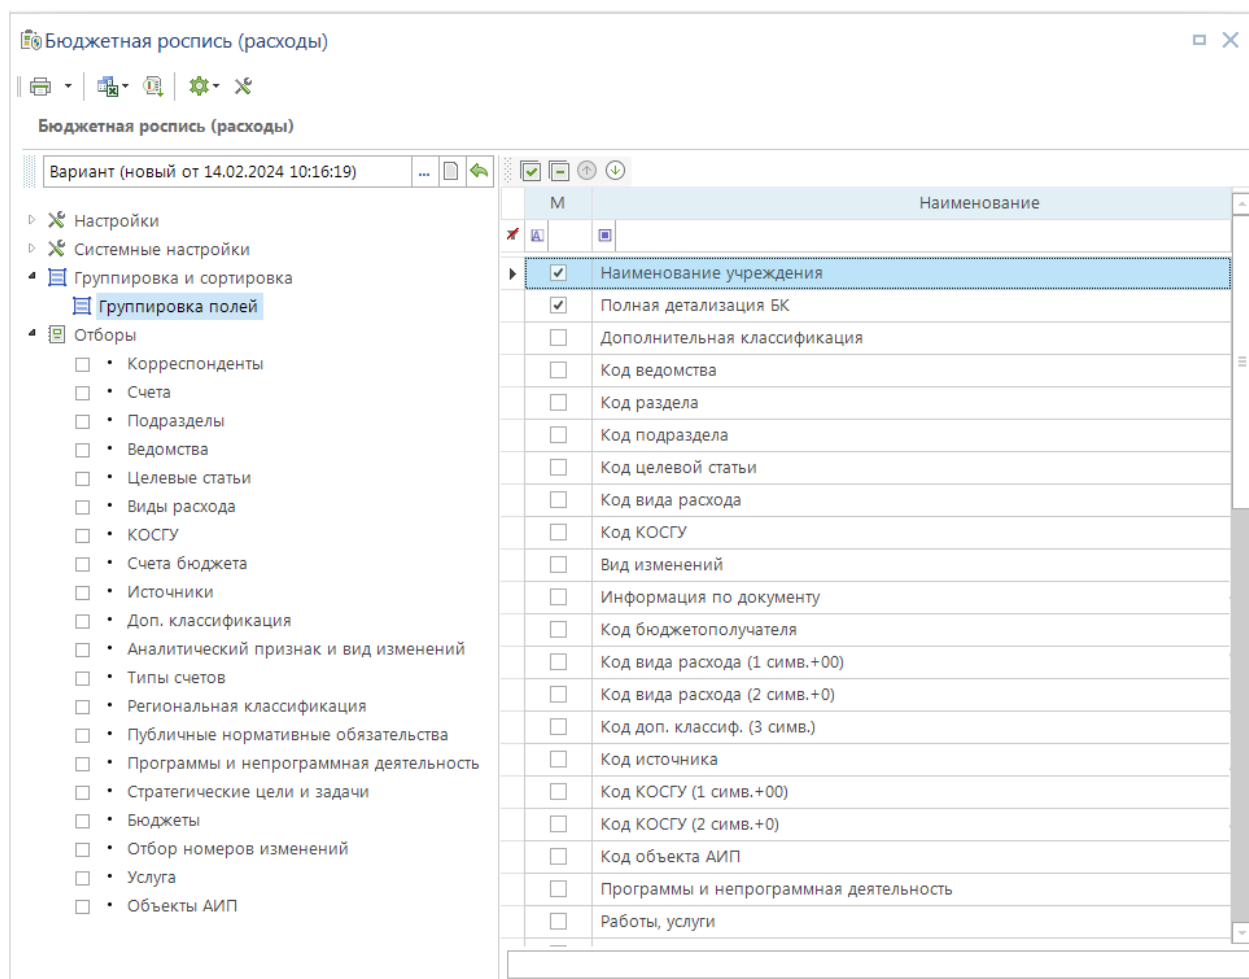 Бюджетная роспись (расходы)
Бюджетная роспись (расходы)
Вариант (новый от 14.02.2024 10:16:19)
...
Настройки
Системные настройки
Группировка и сортировка
Группировка полей
Отборы
Корреспонденты
Счета
Подразделы
Ведомства
Целевые статьи
Виды расхода
КОСГУ
Счета бюджета
Источники
Доп. классификация
Аналитический признак и вид изменений
Типы счетов
Региональная классификация
Публичные нормативные обязательства
Программы и непрограммная деятельность
Стратегические цели и задачи
Бюджеты
Отбор номеров изменений
Услуга
Объекты АИП
М Наименование
A
Наименование учреждения
Полная детализация БК
Дополнительная классификация
Код ведомства
Код раздела
Код подраздела
Код целевой статьи
Код вида расхода
Код КОСГУ
Вид изменений
Информация по документу
Код бюджетополучателя
Код вида расхода (1 симв.+00)
Код вида расхода (2 симв.+0)
Код доп. классиф. (3 симв.)
Код источника
Код КОСГУ (1 симв.+00)
Код КОСГУ (2 симв.+0)
Код объекта АИП
Программы и непрограммная деятельность
Работы, услуги